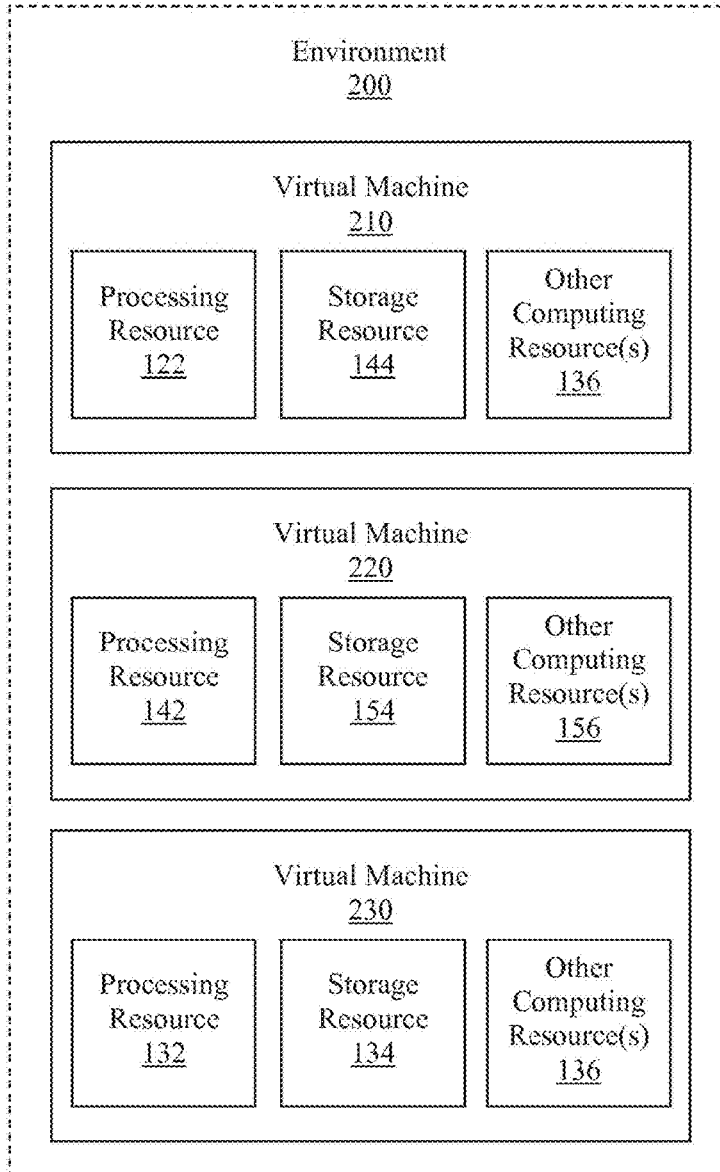 Environment
200
Virtual Machine
210
Processing
Resource
122
Storage
Resource
144
Other
Computing
Resource(s)
136
Virtual Machine
220
Processing
Resource
142
Storage
Resource
154
Other
Computing
Resource(s)
156
Virtual Machine
230
Processing
Resource
132
Storage
Resource
134
Other
Computing
Resource(s)
136